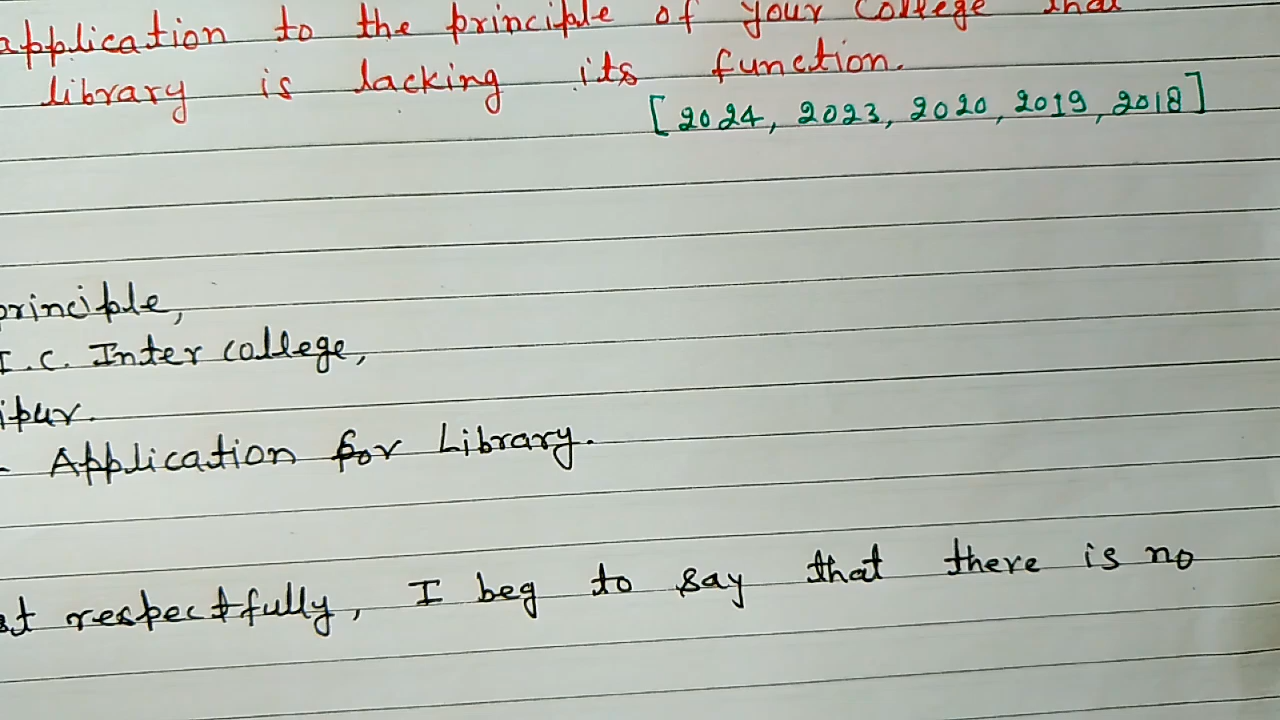 application to the principle of your College that
library is lacking its function.
[2024, 2023, 2020, 2019, 2018]
principle,
I.C. Inter college,
ipur.
- Application for Library.
st respectfully, I beg to say that there is no